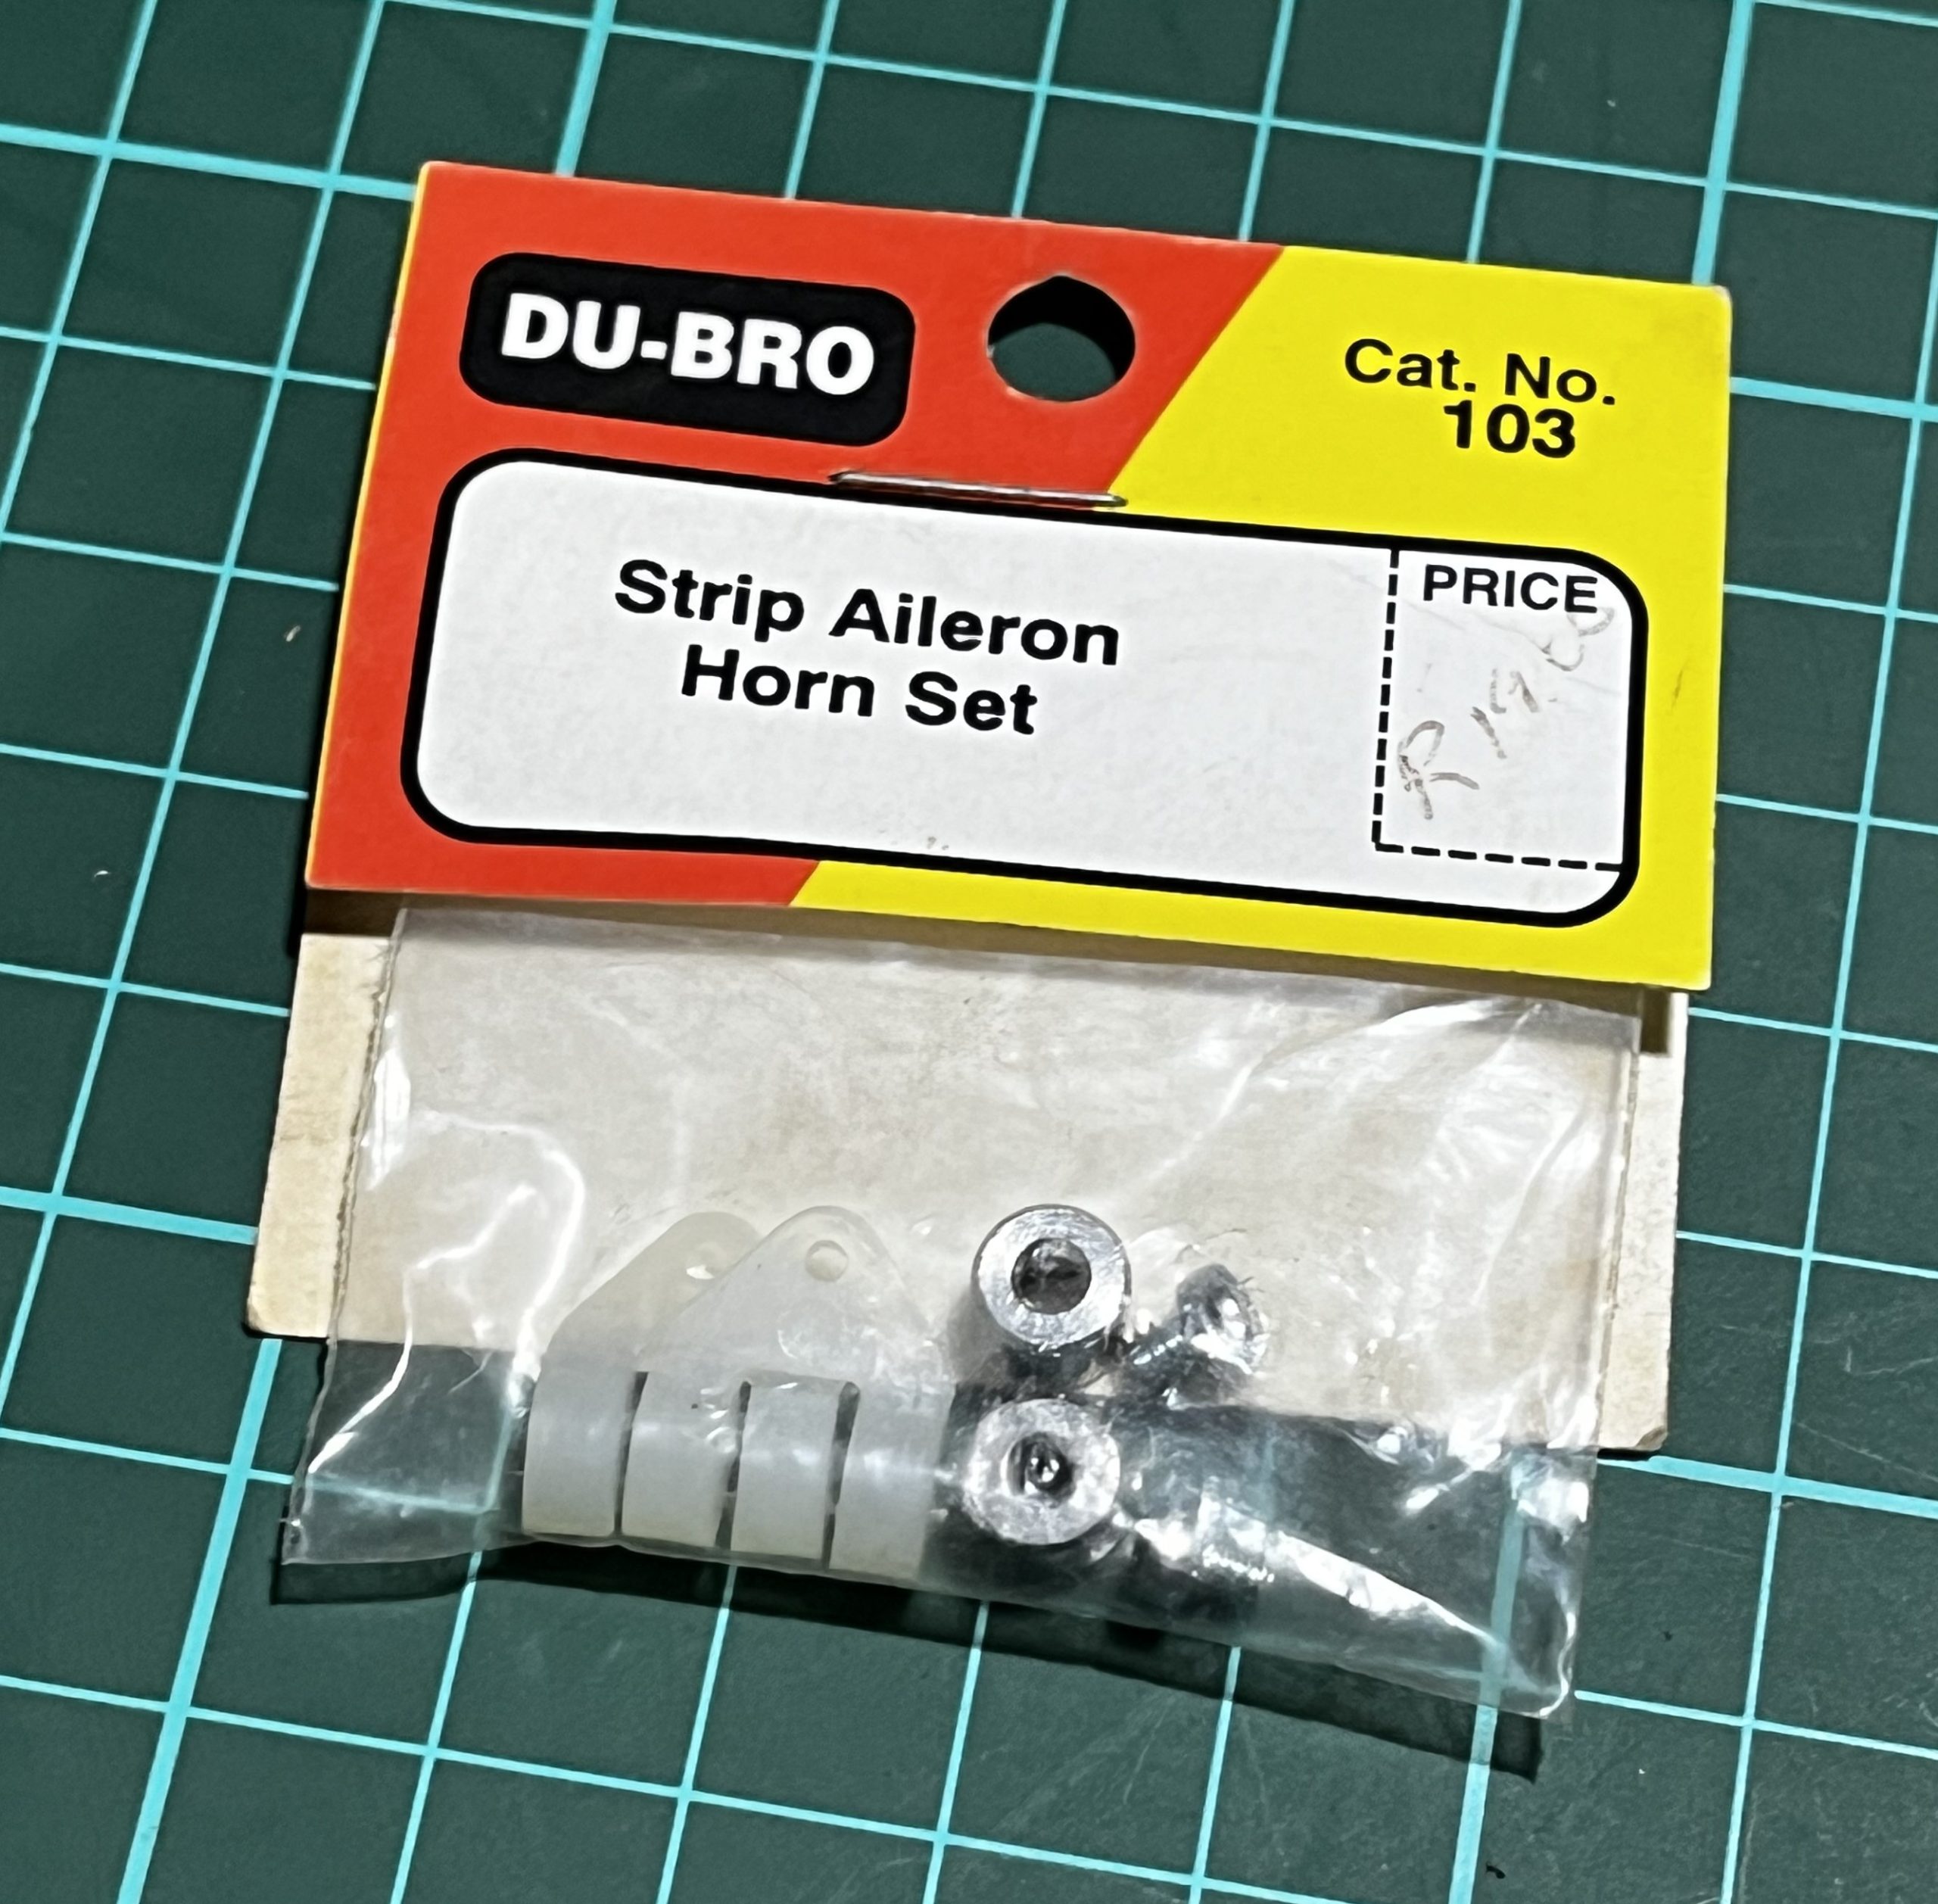 DU-BRO
Cat. No.
103
Strip Aileron
Horn Set
PRICE